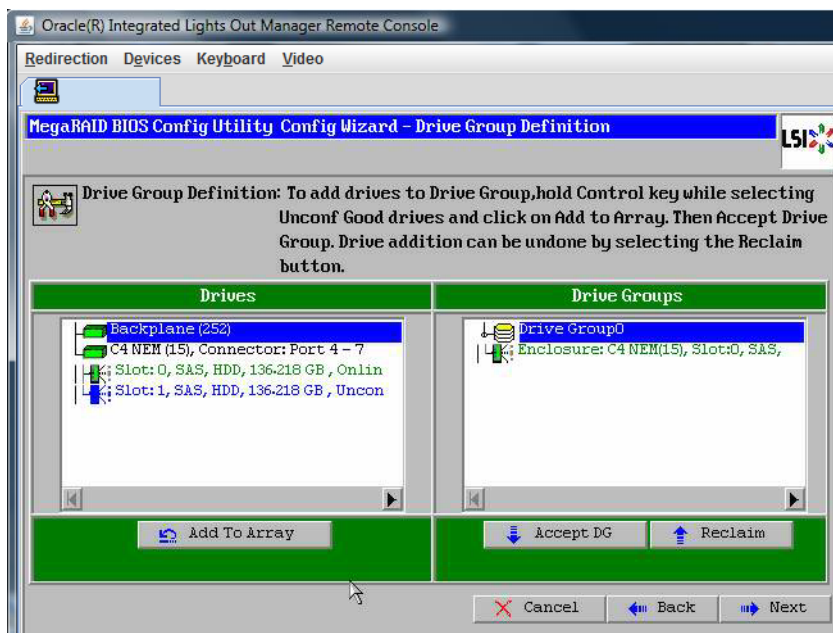 Oracle(R) Integrated Lights Out Manager Remote Console
Redirection Devices Keyboard Video
MegaRAID BIOS Config Utility Config Wizard - Drive Group Definition
LSI
Drive Group Definition: To add drives to Drive Group,hold Control key while selecting
Unconf Good drives and click on Add to Array. Then Accept Drive
Group. Drive addition can be undone by selecting the Reclaim
button.
Drives
Backplane (252)
C4 NEM (15), Connector: Port 4 - 7
Slot: 0, SAS, HDD, 136.218 GB , Onlin
Slot: 1, SAS, HDD, 136.218 GB , Uncon
Add To Array
Drive Groups
Drive Group0
Enclosure: C4 NEM(15), Slot:0, SAS,
Accept DG Reclaim
Cancel Back Next